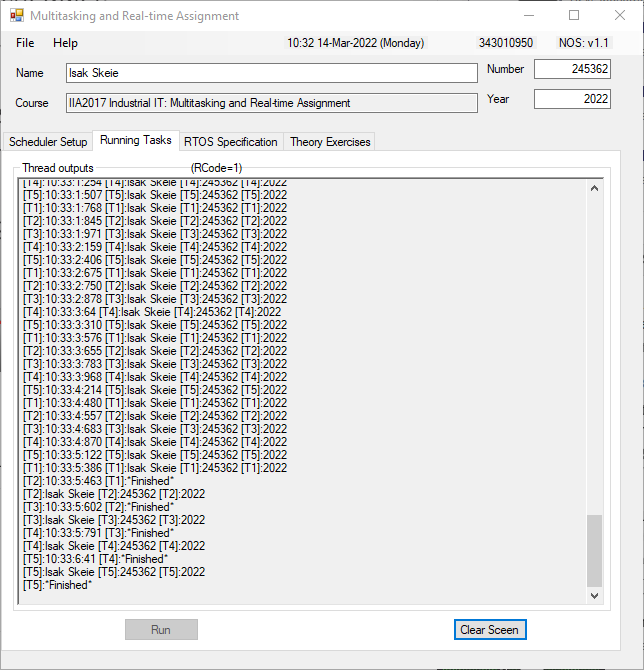 Multitasking and Real-time Assignment
File Help 10:32 14-Mar-2022 (Monday) 343010950 NOS: v1.1
Name Isak Skeie Number 245362
Course IIA2017 Industrial IT: Multitasking and Real-time Assignment Year 2022
Scheduler Setup Running Tasks RTOS Specification Theory Exercises
Thread outputs (RCode=1)
[T4]:10:33:1:254 [T4]:Isak Skeie [T4]:245362 [T4]:2022
[T5]:10:33:1:507 [T5]:Isak Skeie [T5]:245362 [T5]:2022
[T1]:10:33:1:768 [T1]:Isak Skeie [T1]:245362 [T1]:2022
[T2]:10:33:1:845 [T2]:Isak Skeie [T2]:245362 [T2]:2022
[T3]:10:33:1:971 [T3]:Isak Skeie [T3]:245362 [T3]:2022
[T4]:10:33:2:159 [T4]:Isak Skeie [T4]:245362 [T4]:2022
[T5]:10:33:2:406 [T5]:Isak Skeie [T5]:245362 [T5]:2022
[T1]:10:33:2:675 [T1]:Isak Skeie [T1]:245362 [T1]:2022
[T2]:10:33:2:750 [T2]:Isak Skeie [T2]:245362 [T2]:2022
[T3]:10:33:2:878 [T3]:Isak Skeie [T3]:245362 [T3]:2022
[T4]:10:33:3:64 [T4]:Isak Skeie [T4]:245362 [T4]:2022
[T5]:10:33:3:310 [T5]:Isak Skeie [T5]:245362 [T5]:2022
[T1]:10:33:3:576 [T1]:Isak Skeie [T1]:245362 [T1]:2022
[T2]:10:33:3:655 [T2]:Isak Skeie [T2]:245362 [T2]:2022
[T3]:10:33:3:783 [T3]:Isak Skeie [T3]:245362 [T3]:2022
[T4]:10:33:3:968 [T4]:Isak Skeie [T4]:245362 [T4]:2022
[T5]:10:33:4:214 [T5]:Isak Skeie [T5]:245362 [T5]:2022
[T1]:10:33:4:480 [T1]:Isak Skeie [T1]:245362 [T1]:2022
[T2]:10:33:4:557 [T2]:Isak Skeie [T2]:245362 [T2]:2022
[T3]:10:33:4:683 [T3]:Isak Skeie [T3]:245362 [T3]:2022
[T4]:10:33:4:870 [T4]:Isak Skeie [T4]:245362 [T4]:2022
[T5]:10:33:5:122 [T5]:Isak Skeie [T5]:245362 [T5]:2022
[T1]:10:33:5:386 [T1]:Isak Skeie [T1]:245362 [T1]:2022
[T2]:10:33:5:463 [T1]:*Finished*
[T2]:Isak Skeie [T2]:245362 [T2]:2022
[T3]:10:33:5:602 [T2]:*Finished*
[T3]:Isak Skeie [T3]:245362 [T3]:2022
[T4]:10:33:5:791 [T3]:*Finished*
[T4]:Isak Skeie [T4]:245362 [T4]:2022
[T5]:10:33:6:41 [T4]:*Finished*
[T5]:Isak Skeie [T5]:245362 [T5]:2022
[T5]:*Finished*
Run Clear Sceen